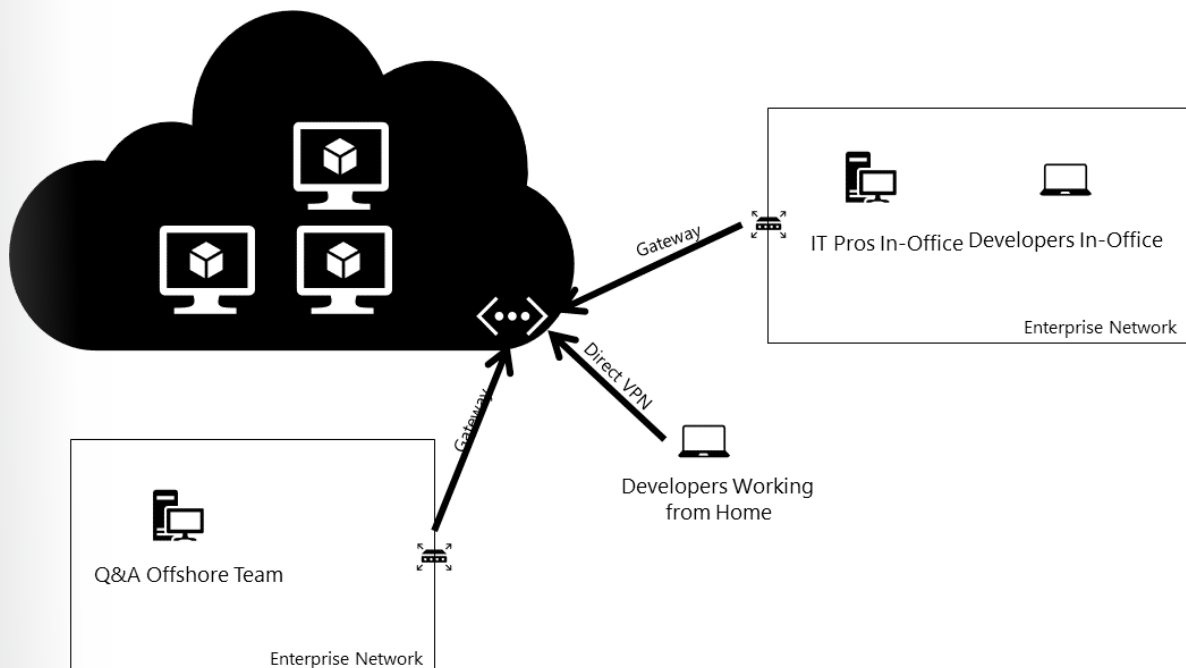 Gateway
IT Pros In-Office
Developers In-Office
Enterprise Network
Direct VPN
Gateway
Developers Working
from Home
Q&A Offshore Team
Enterprise Network